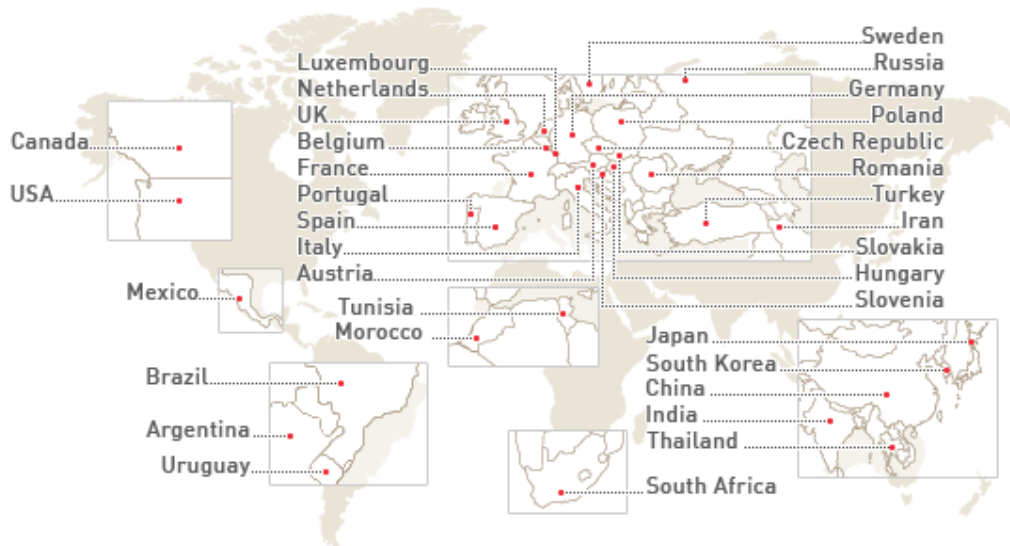 Canada
USA
Mexico
Brazil
Argentina
Uruguay
Luxembourg
Netherlands
UK
Belgium
France
Portugal
Spain
Italy
Austria
Tunisia
Morocco
Sweden
Russia
Germany
Poland
Czech Republic
Romania
Turkey
Iran
Slovakia
Hungary
Slovenia
Japan
South Korea
China
India
Thailand
South Africa